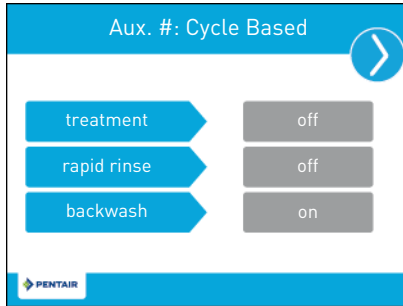 Aux. #: Cycle Based
treatment off
rapid rinse off
backwash on
PENTAIR